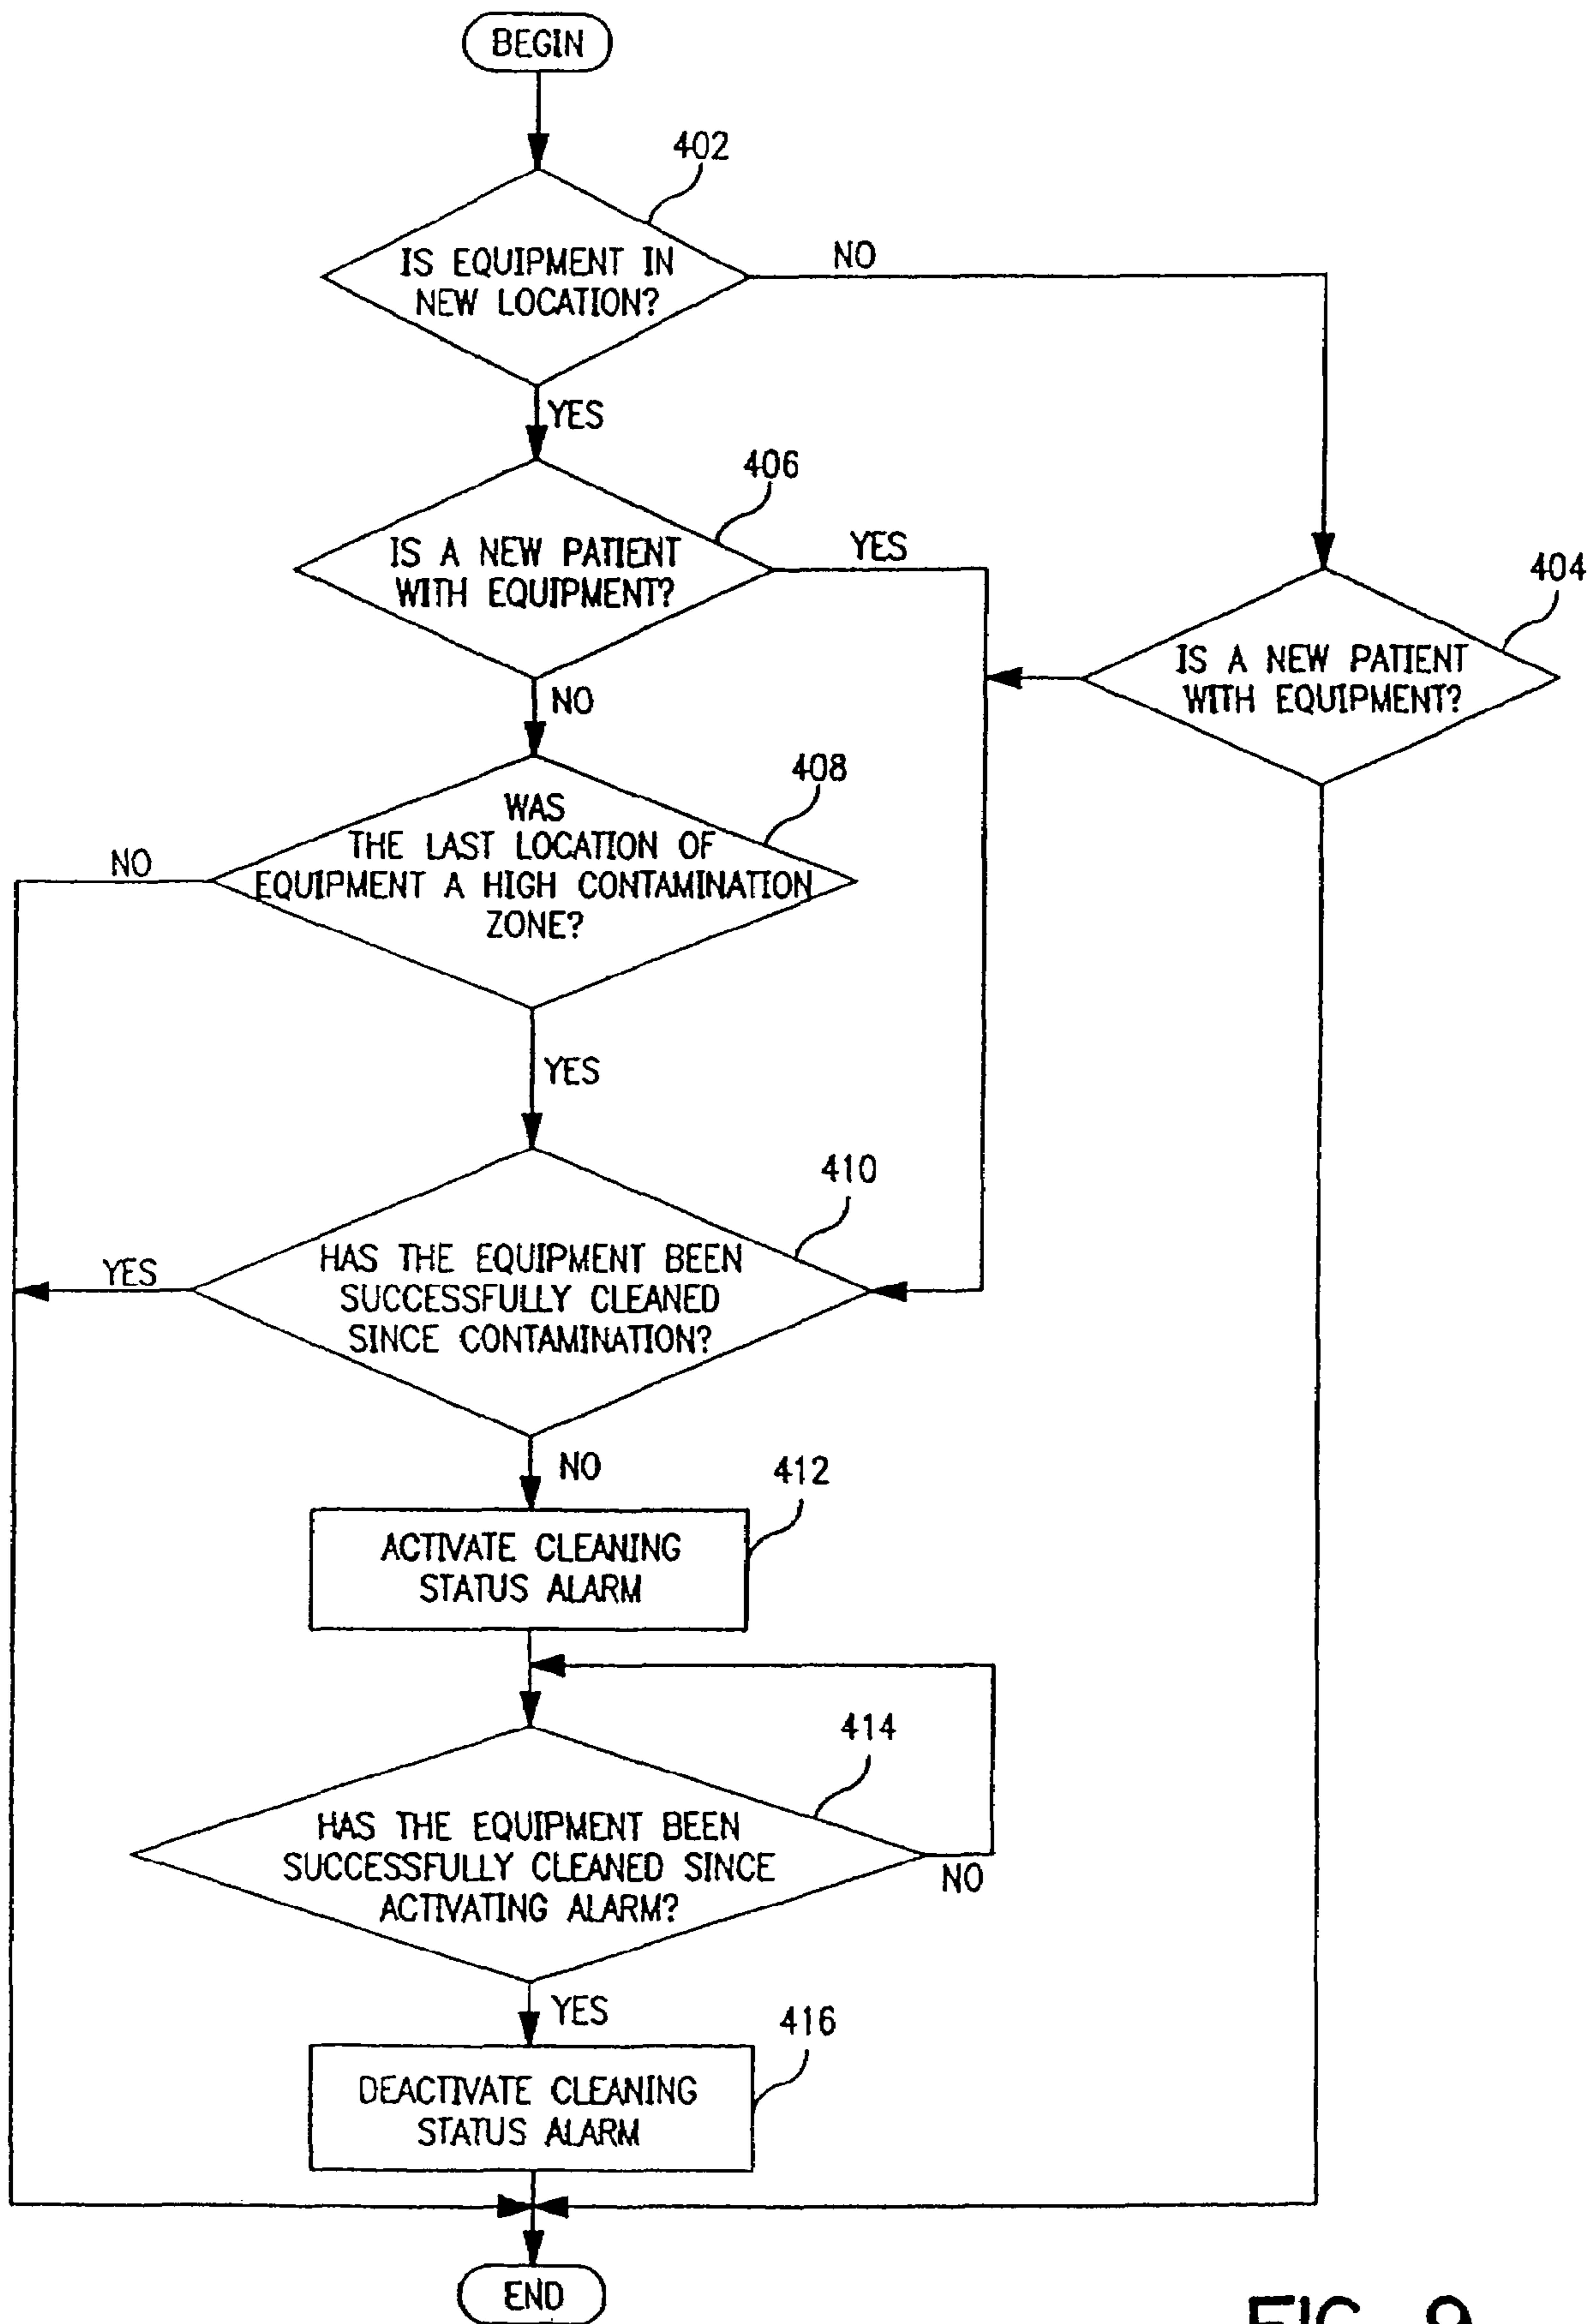 BEGIN
402
IS EQUIPMENT IN
NEW LOCATION?
NO
YES
406
IS A NEW PATIENT
WITH EQUIPMENT?
YES
404
IS A NEW PATIENT
WITH EQUIPMENT?
NO
408
WAS
THE LAST LOCATION OF
EQUIPMENT A HIGH CONTAMINATION
ZONE?
NO
YES
410
HAS THE EQUIPMENT BEEN
SUCCESSFULLY CLEANED
SINCE CONTAMINATION?
YES
NO
412
ACTIVATE CLEANING
STATUS ALARM
414
HAS THE EQUIPMENT BEEN
SUCCESSFULLY CLEANED SINCE
ACTIVATING ALARM?
NO
YES
416
DEACTIVATE CLEANING
STATUS ALARM
END
FIG. 9